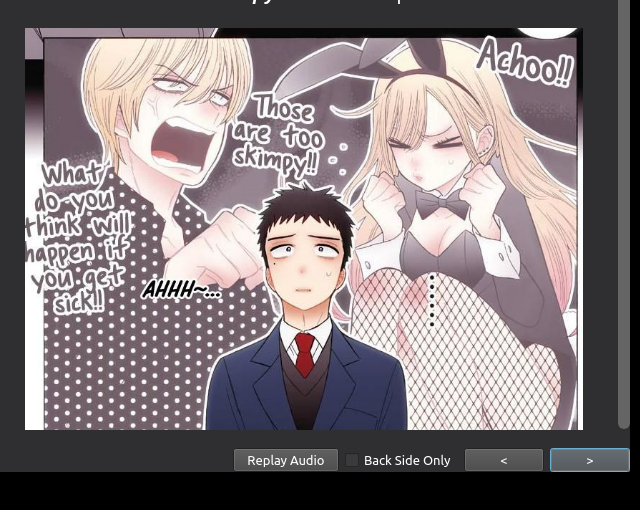 Achoo!!
Those
are too
skimpy!!
What
do you
think will
happen if
you get
sick!!
AHHH~...
Replay Audio
Back Side Only
<
>